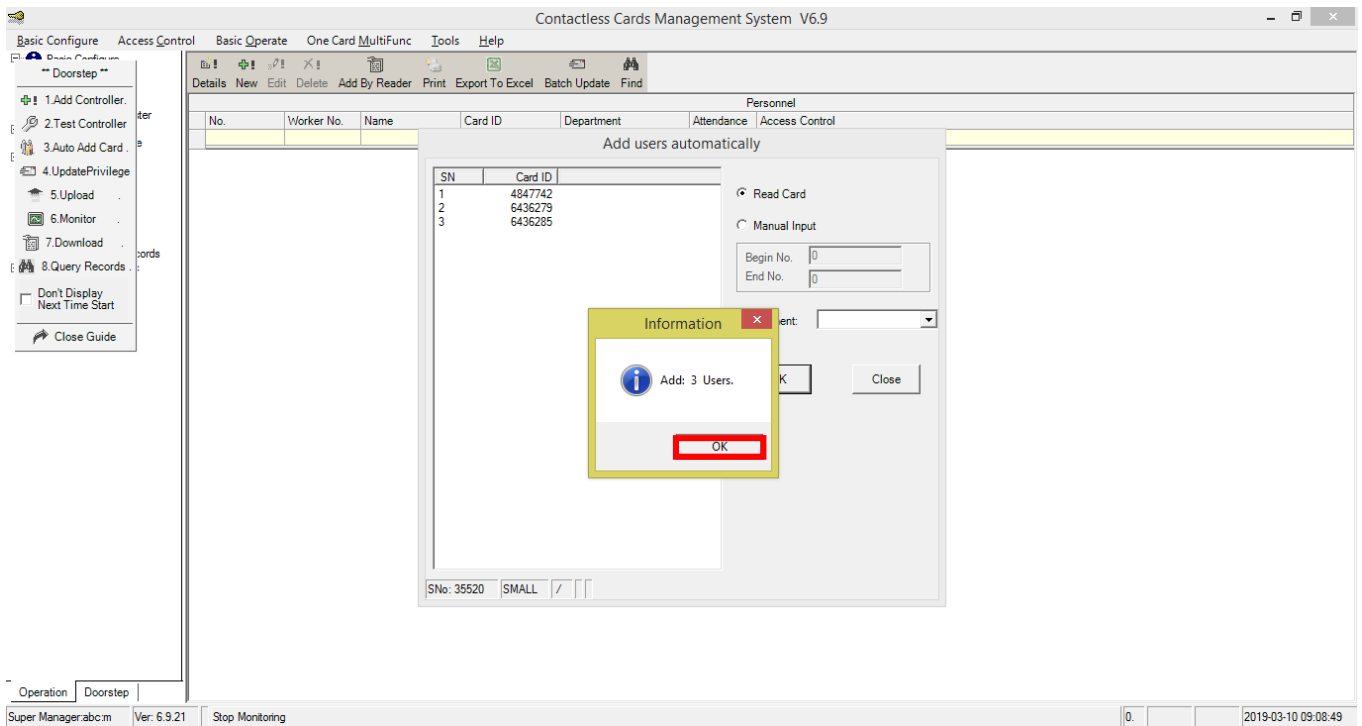 Contactless Cards Management System V6.9
Basic Configure Access Control Basic Operate One Card MultiFunc Tools Help
** Doorstep **
1.Add Controller.
2.Test Controller
3.Auto Add Card .
4.UpdatePrivilege
5.Upload .
6.Monitor .
7.Download .
8.Query Records .
Don't Display
Next Time Start
Close Guide
Details New Edit Delete Add By Reader Print Export To Excel Batch Update Find
Personnel
No. Worker No. Name Card ID Department Attendance Access Control
Add users automatically
SN Card ID
1 4847742
2 6436279
3 6436285
Read Card
Manual Input
Begin No. 0
End No. 0
ent:
K Close
Information
Add: 3 Users.
OK
SNo: 35520 SMALL /
Operation Doorstep
Super Manager:abc:m Ver: 6.9.21 Stop Monitoring 0. 2019-03-10 09:08:49